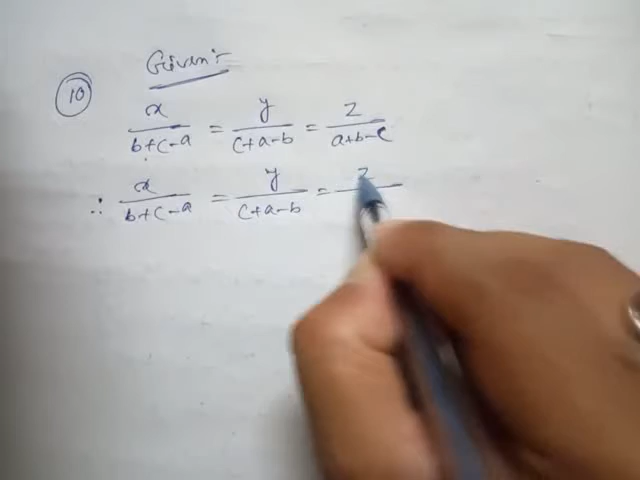 (10) Given:-
x/(b+c-a) = y/(c+a-b) = z/(a+b-c)
∴ x/(b+c-a) = y/(c+a-b) = z/